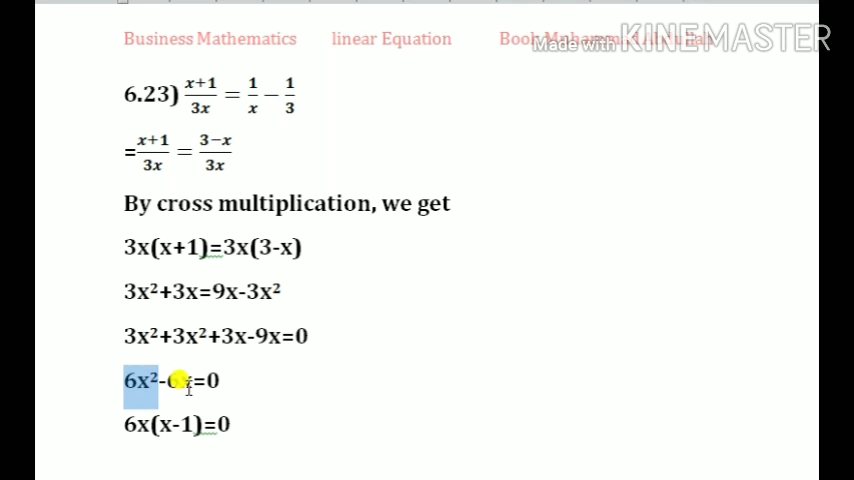 Business Mathematics linear Equation Book
Made with KINEMASTER
6.23) x+1/3x = 1/x − 1/3
=x+1/3x = 3−x/3x
By cross multiplication, we get
3x(x+1)=3x(3-x)
3x²+3x=9x-3x²
3x²+3x²+3x-9x=0
6x²-6x=0
6x(x-1)=0